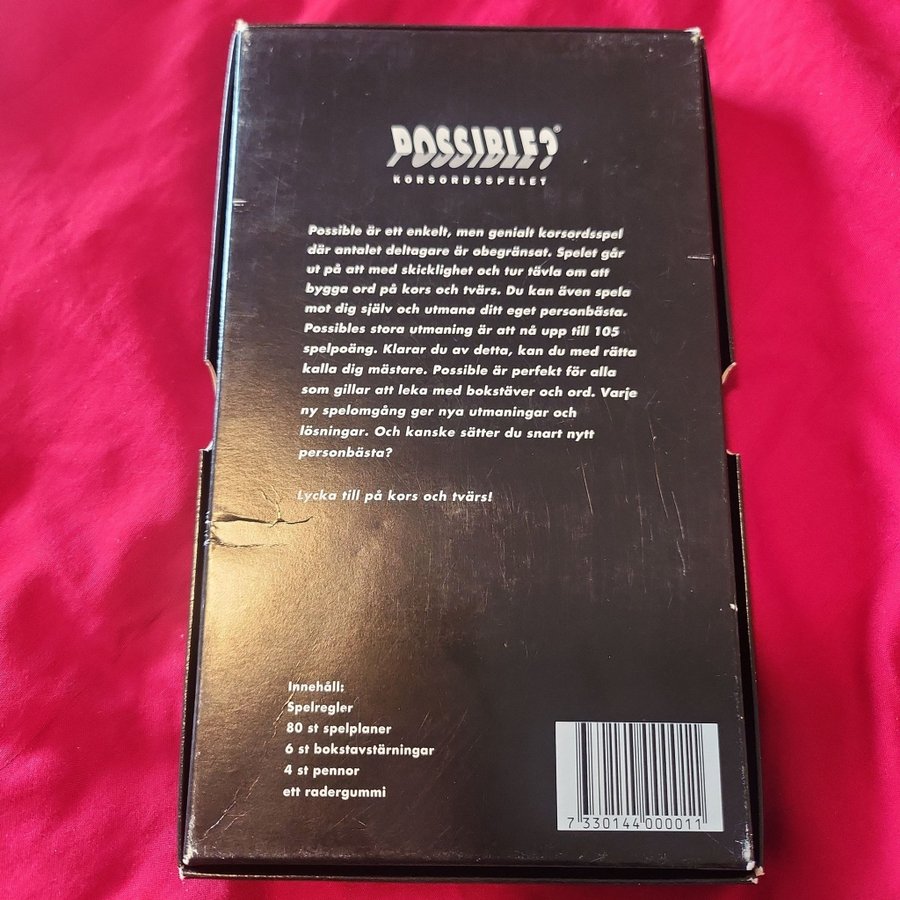 POSSIBLE?®
KORSORDSSPELET
Possible är ett enkelt, men genialt korsordsspel
där antalet deltagare är obegränsat. Spelet går
ut på att med skicklighet och tur tävla om att
bygga ord på kors och tvärs. Du kan även spela
mot dig själv och utmana ditt eget personbästa.
Possibles stora utmaning är att nå upp till 105
spelpoäng. Klarar du av detta, kan du med rätta
kalla dig mästare. Possible är perfekt för alla
som gillar att leka med bokstäver och ord. Varje
ny spelomgång ger nya utmaningar och
lösningar. Och kanske sätter du snart nytt
personbästa?
Lycka till på kors och tvärs!
Innehåll:
Spelregler
80 st spelplaner
6 st bokstavstärningar
4 st pennor
ett radergummi
7 330144 000011